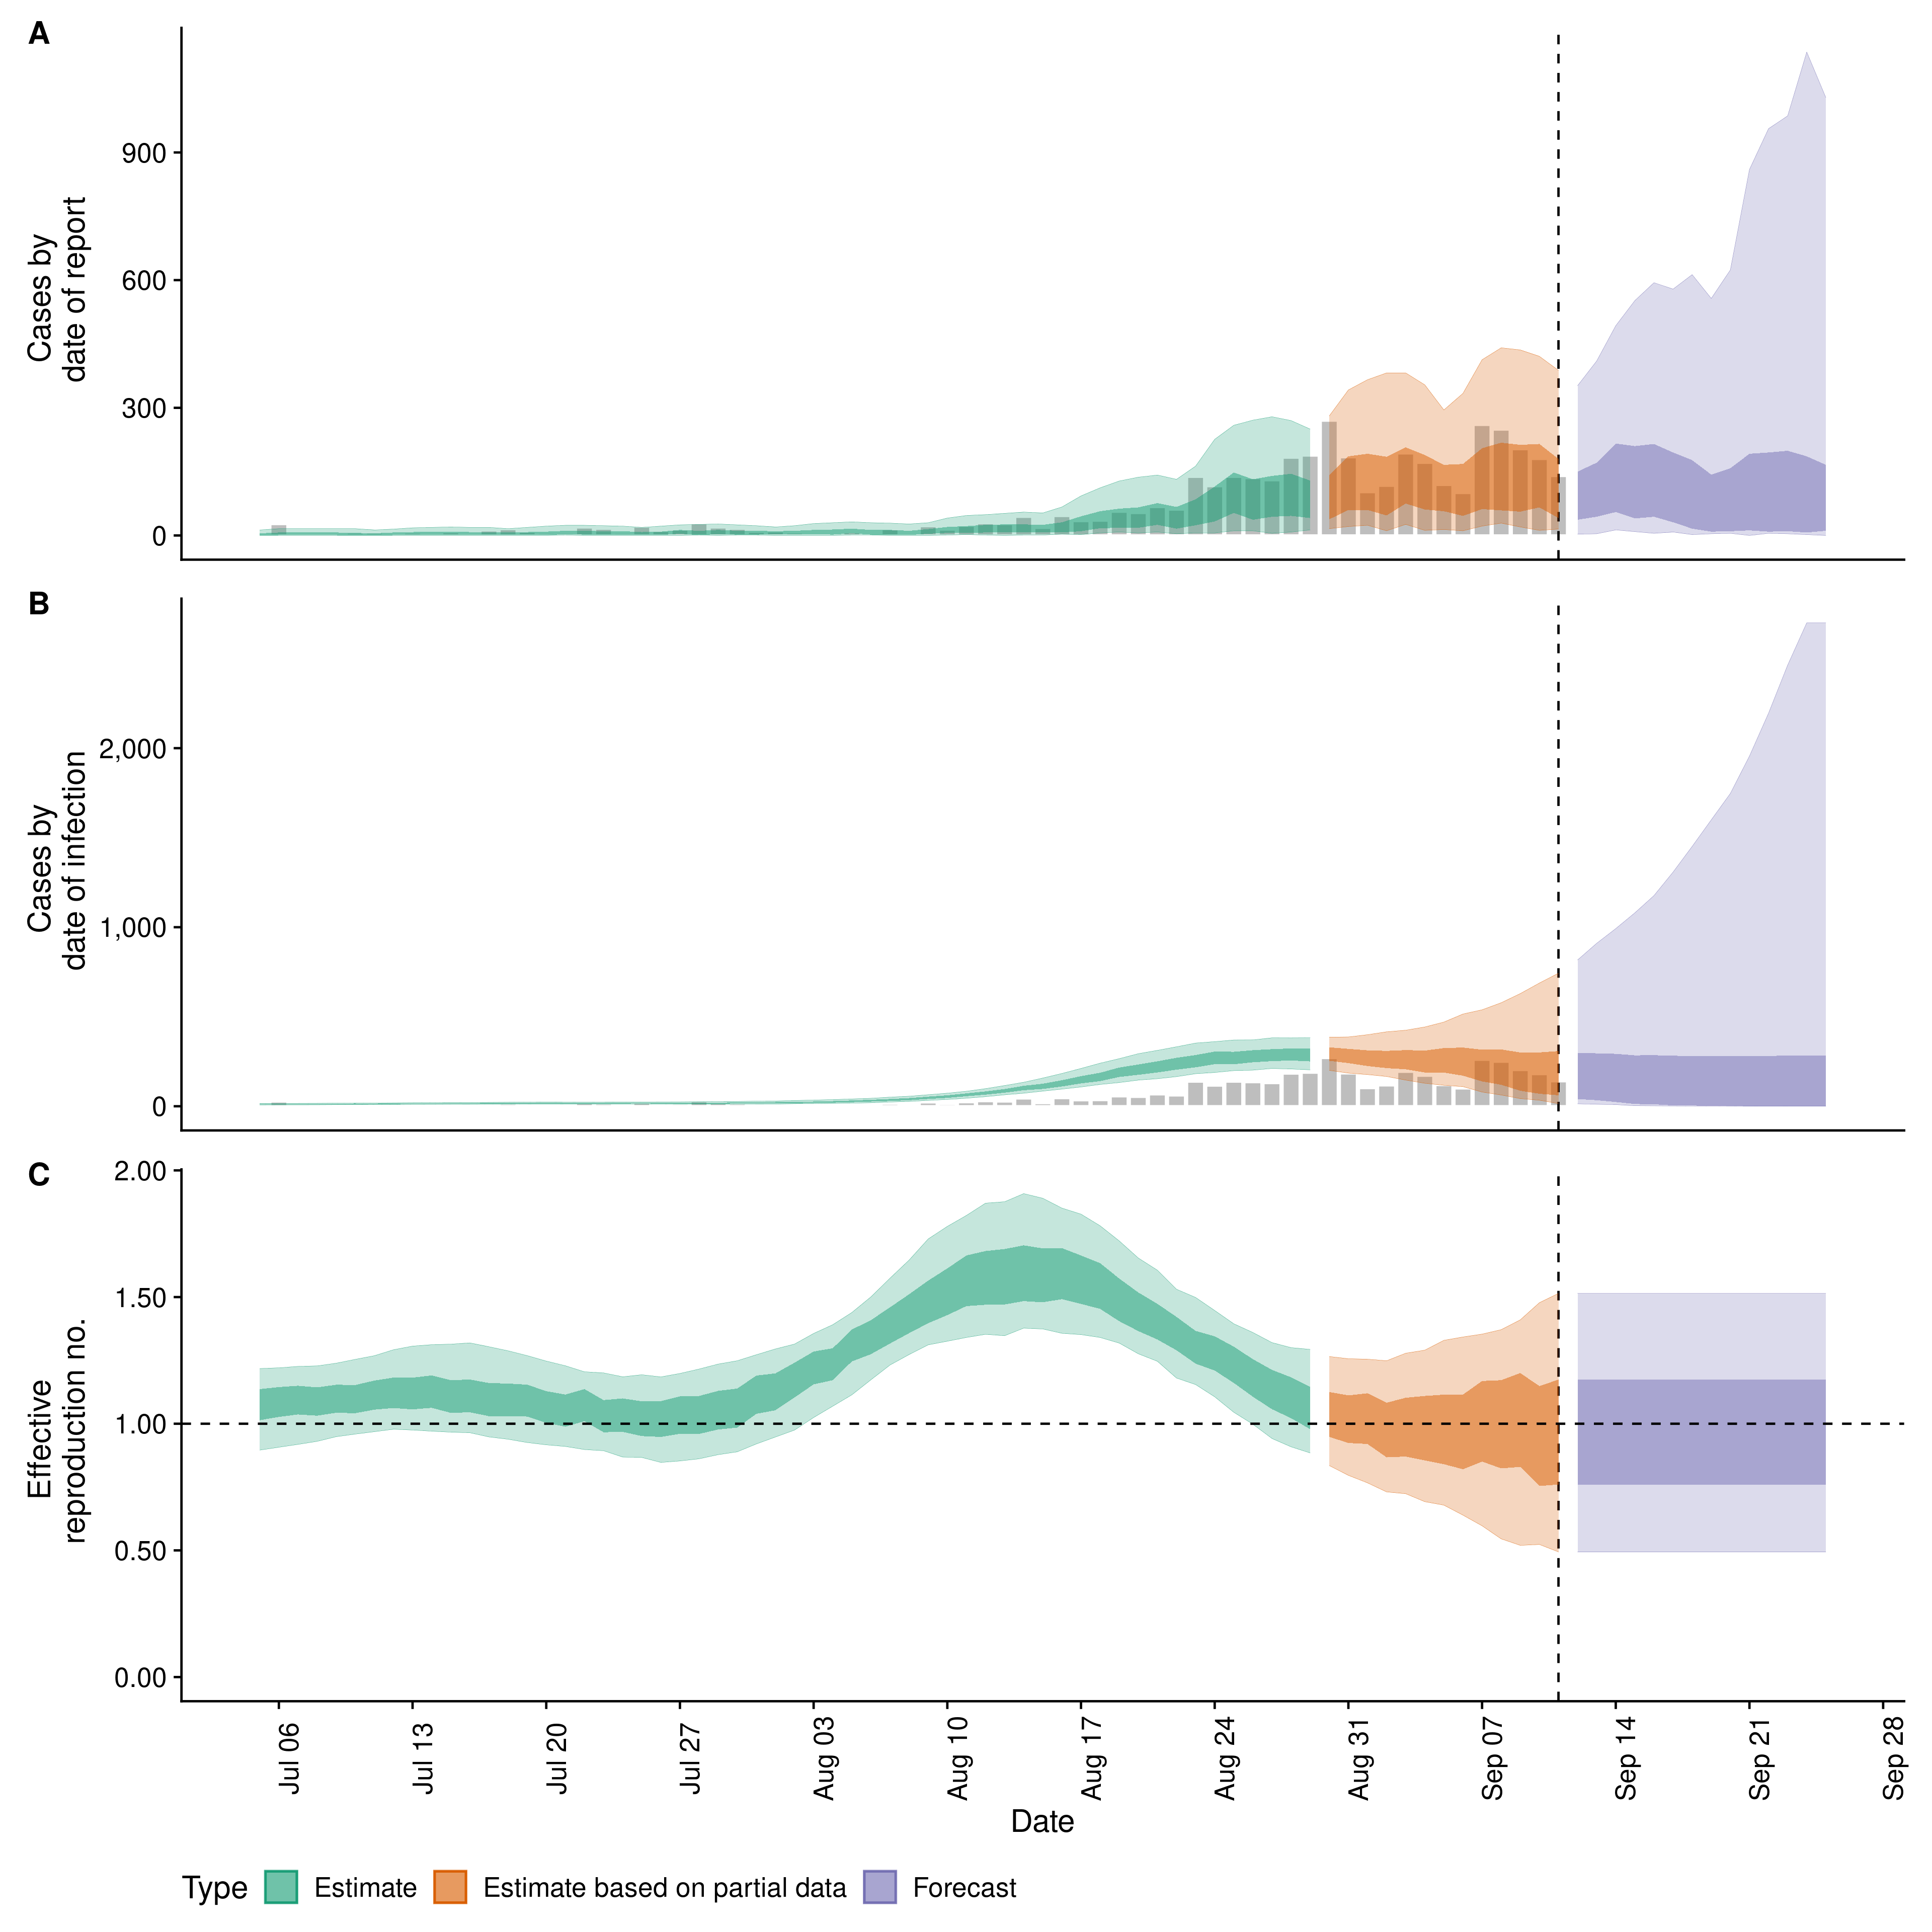 A
Cases by
date of report
900
600
300
0
B
Cases by
date of infection
2,000
1,000
0
C
Effective
reproduction no.
2.00
1.50
1.00
0.50
0.00
Jul 06
Jul 13
Jul 20
Jul 27
Aug 03
Aug 10
Aug 17
Aug 24
Aug 31
Sep 07
Sep 14
Sep 21
Sep 28
Date
Type Estimate Estimate based on partial data Forecast